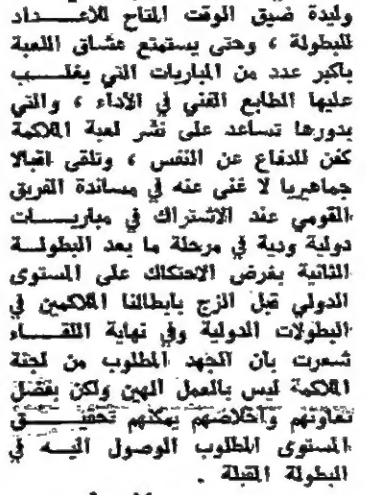 وليدة ضيق الوقت المتاح للاعداد
للبطولة ، وحتى يستمتع عشاق اللعبة
باكبر عدد من المباريات التي يغلب
عليها الطابع الفني في الأداء ، والتي
بدورها تساعد على نشر لعبة الملاكمة
كفن للدفاع عن النفس ، وتلقى اقبالا
جماهيريا لا غنى عنه في مساندة الفريق
القومي عند الاشتراك في مباريات
دولية ودية في مرحلة ما بعد البطولة
الثانية بغرض الاحتكاك على المستوى
الدولي قبل الزج بابطالنا الملاكمين في
البطولات الدولية وفي نهاية اللقاء
شعرت بأن الجهد المطلوب من لجنة
الملاكمة ليس بالعمل الهين ولكن بفضل
تعاونهم واخلاصهم يمكنهم تحقيق
المستوى المطلوب الوصول اليه في
البطولة المقبلة .